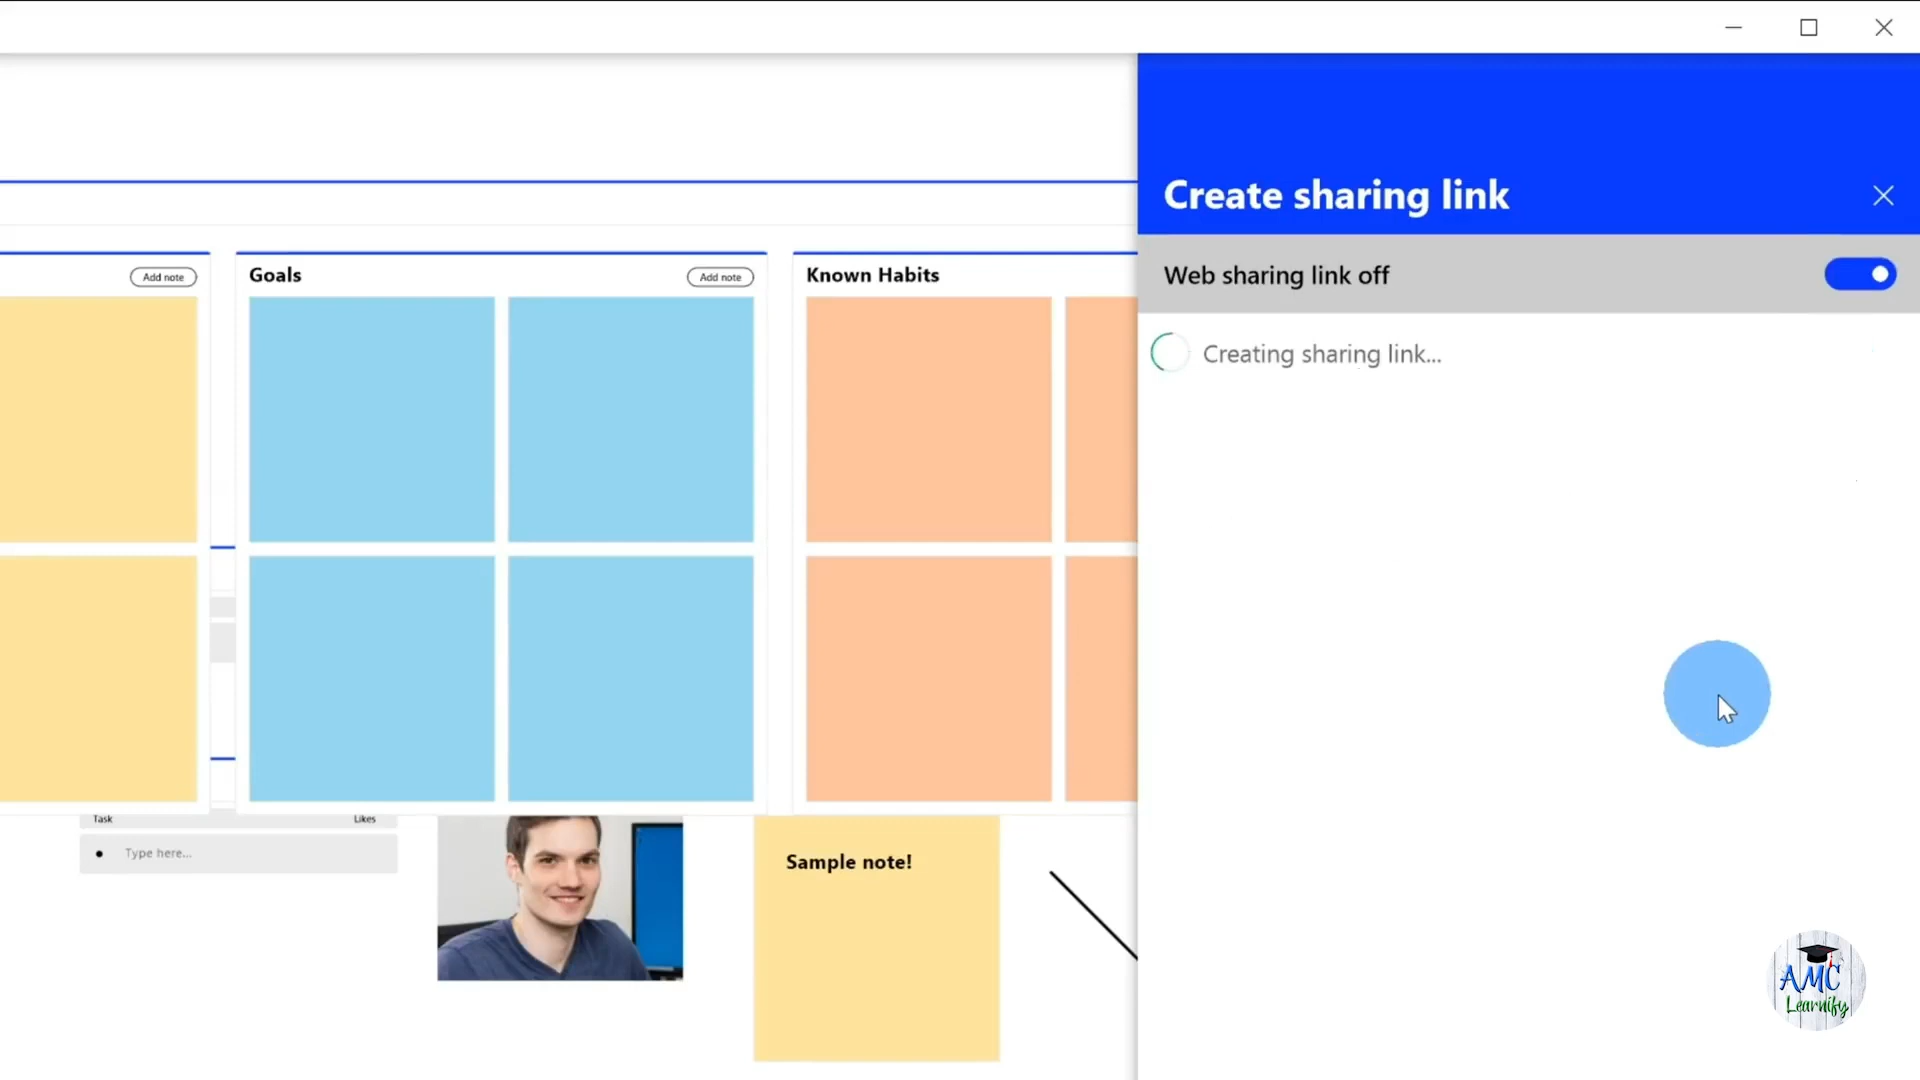 Create sharing link
Web sharing link off
Creating sharing link...
Add note
Goals
Add note
Known Habits
Task
Likes
Type here...
Sample note!
AMC
Learnify